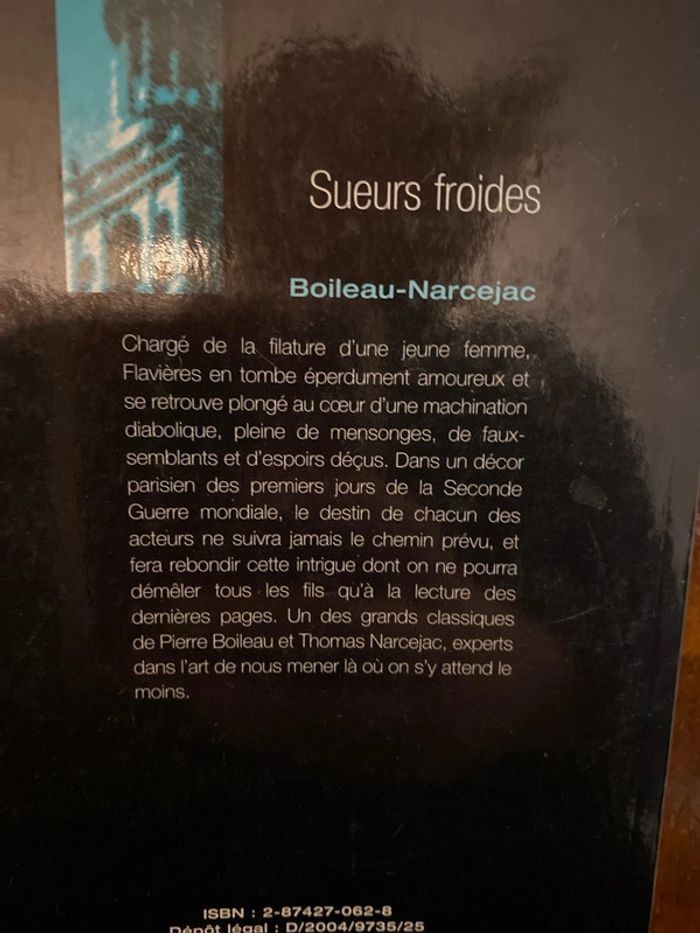 Sueurs froides
Boileau-Narcejac
Chargé de la filature d'une jeune femme,
Flavières en tombe éperdument amoureux et
se retrouve plongé au cœur d'une machination
diabolique, pleine de mensonges, de faux-
semblants et d'espoirs déçus. Dans un décor
parisien des premiers jours de la Seconde
Guerre mondiale, le destin de chacun des
acteurs ne suivra jamais le chemin prévu, et
fera rebondir cette intrigue dont on ne pourra
démêler tous les fils qu'à la lecture des
dernières pages. Un des grands classiques
de Pierre Boileau et Thomas Narcejac, experts
dans l'art de nous mener là où on s'y attend le
moins.
ISBN : 2-87427-062-8
Dépôt légal : D/2004/9735/25